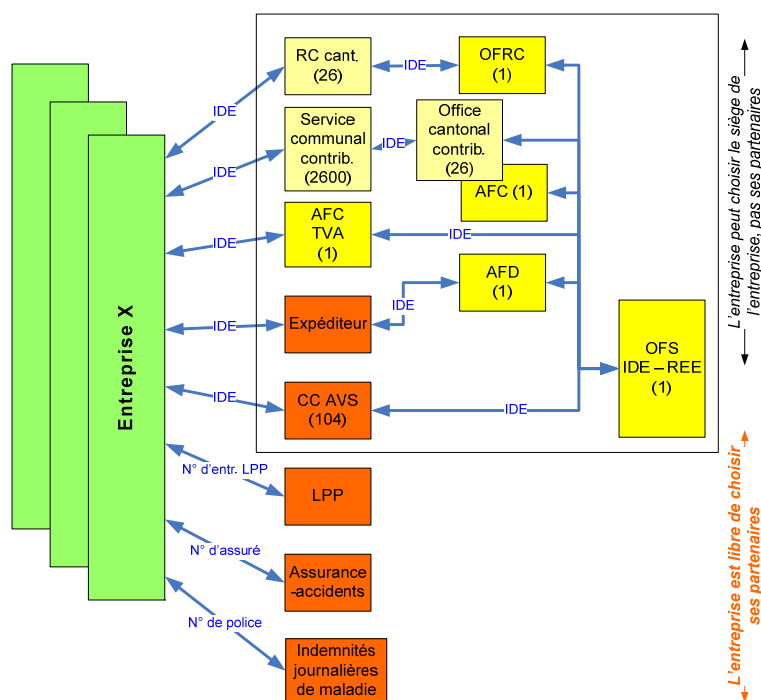 RC cant.
(26)
IDE
OFRC
(1)
IDE
Service
communal
contrib.
(2600)
IDE
Office
cantonal
contrib.
(26)
IDE
AFC (1)
AFC
TVA
(1)
IDE
IDE
AFD
(1)
Expéditeur
IDE
IDE
OFS
IDE – REE
(1)
CC AVS
(104)
IDE
IDE
Entreprise X
N° d'entr. LPP
LPP
N° d'assuré
Assurance
-accidents
N° de police
Indemnités
journalières
de maladie
L'entreprise peut choisir le siège de
l'entreprise, pas ses partenaires
L'entreprise est libre de choisir
ses partenaires